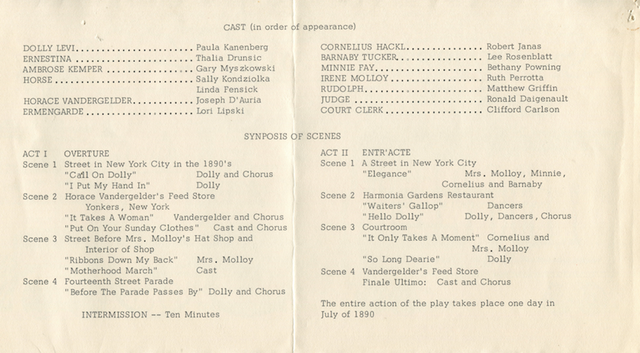 CAST (in order of appearance)
DOLLY LEVI.......................... Paula Kanenberg
ERNESTINA......................... Thalia Drunsic
AMBROSE KEMPER............... Gary Myszkowski
HORSE............................... Sally Kondziolka
Linda Fensick
HORACE VANDERGELDER........... Joseph D'Auria
ERMENGARDE....................... Lori Lipski
CORNELIUS HACKL................ Robert Janas
BARNABY TUCKER................. Lee Rosenblatt
MINNIE FAY........................ Bethany Powning
IRENE MOLLOY.................... Ruth Perrotta
RUDOLPH........................... Matthew Griffin
JUDGE .............................. Ronald Daigenault
COURT CLERK..................... Clifford Carlson
SYNPOSIS OF SCENES
ACT I OVERTURE
Scene 1 Street in New York City in the 1890's
"Call On Dolly" Dolly and Chorus
"I Put My Hand In" Dolly
Scene 2 Horace Vandergelder's Feed Store
Yonkers, New York
"It Takes A Woman" Vandergelder and Chorus
"Put On Your Sunday Clothes" Cast and Chorus
Scene 3 Street Before Mrs. Molloy's Hat Shop and
Interior of Shop
"Ribbons Down My Back" Mrs. Molloy
"Motherhood March" Cast
Scene 4 Fourteenth Street Parade
"Before The Parade Passes By" Dolly and Chorus
INTERMISSION -- Ten Minutes
ACT II ENTR'ACTE
Scene 1 A Street in New York City
"Elegance" Mrs. Molloy, Minnie,
Cornelius and Barnaby
Scene 2 Harmonia Gardens Restaurant
"Waiters' Gallop" Dancers
"Hello Dolly" Dolly, Dancers, Chorus
Scene 3 Courtroom
"It Only Takes A Moment" Cornelius and
Mrs. Molloy
"So Long Dearie" Dolly
Scene 4 Vandergelder's Feed Store
Finale Ultimo: Cast and Chorus
The entire action of the play takes place one day in
July of 1890